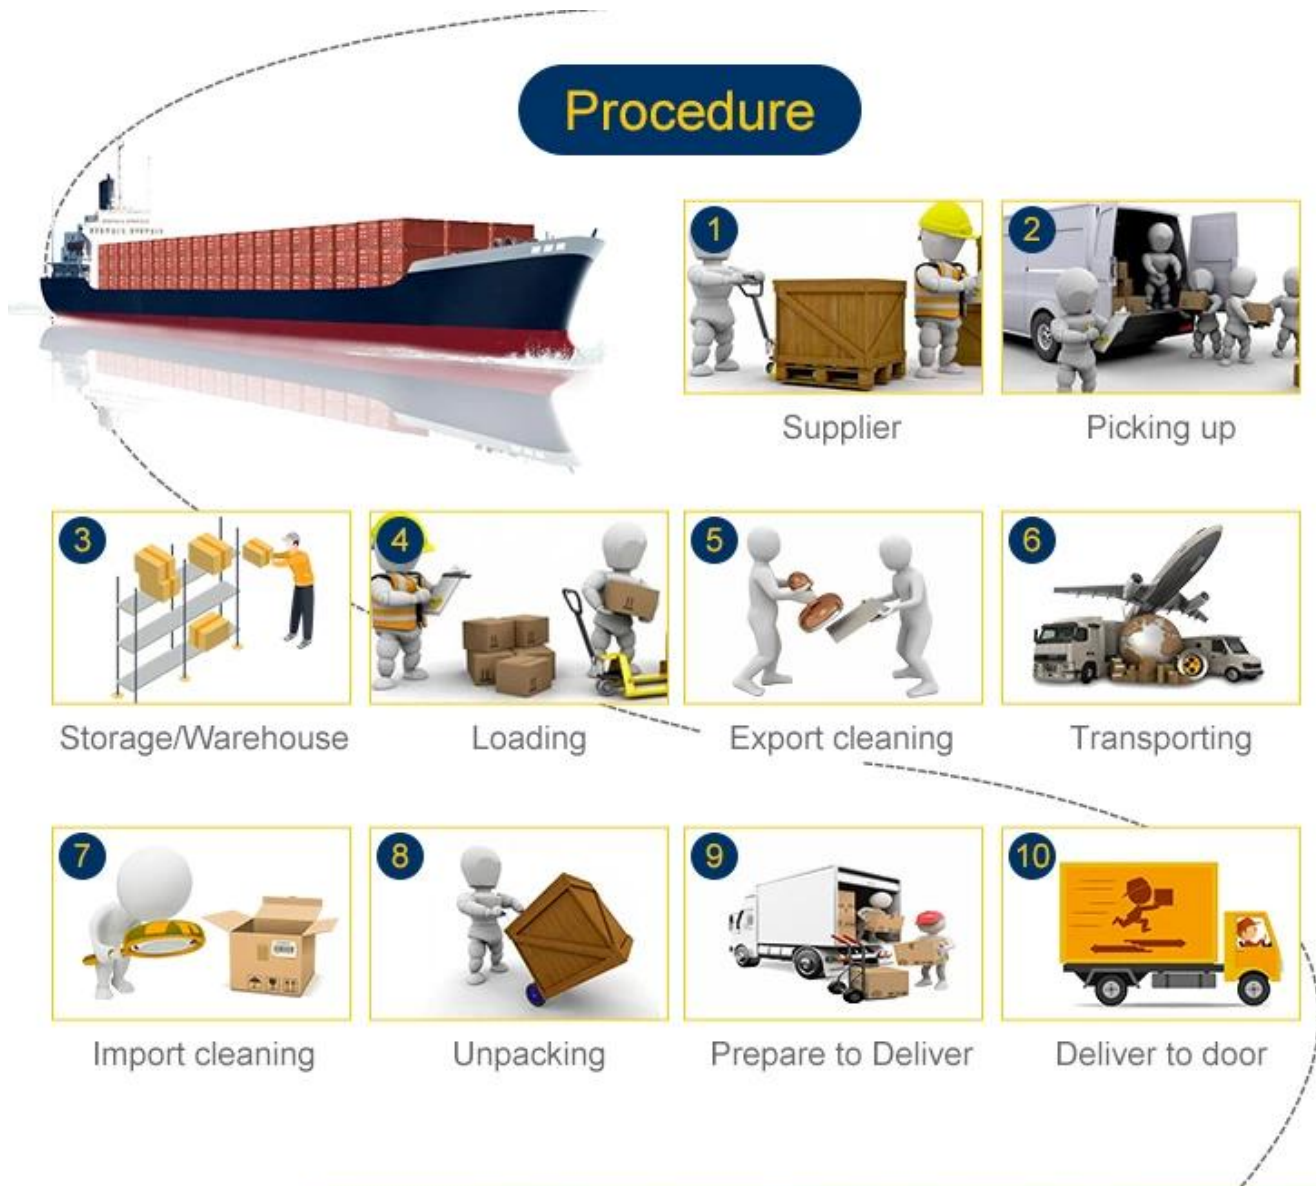 Procedure
1
2
Supplier
Picking up
3
4
5
6
Storage/Warehouse
Loading
Export cleaning
Transporting
7
8
9
10
Import cleaning
Unpacking
Prepare to Deliver
Deliver to door